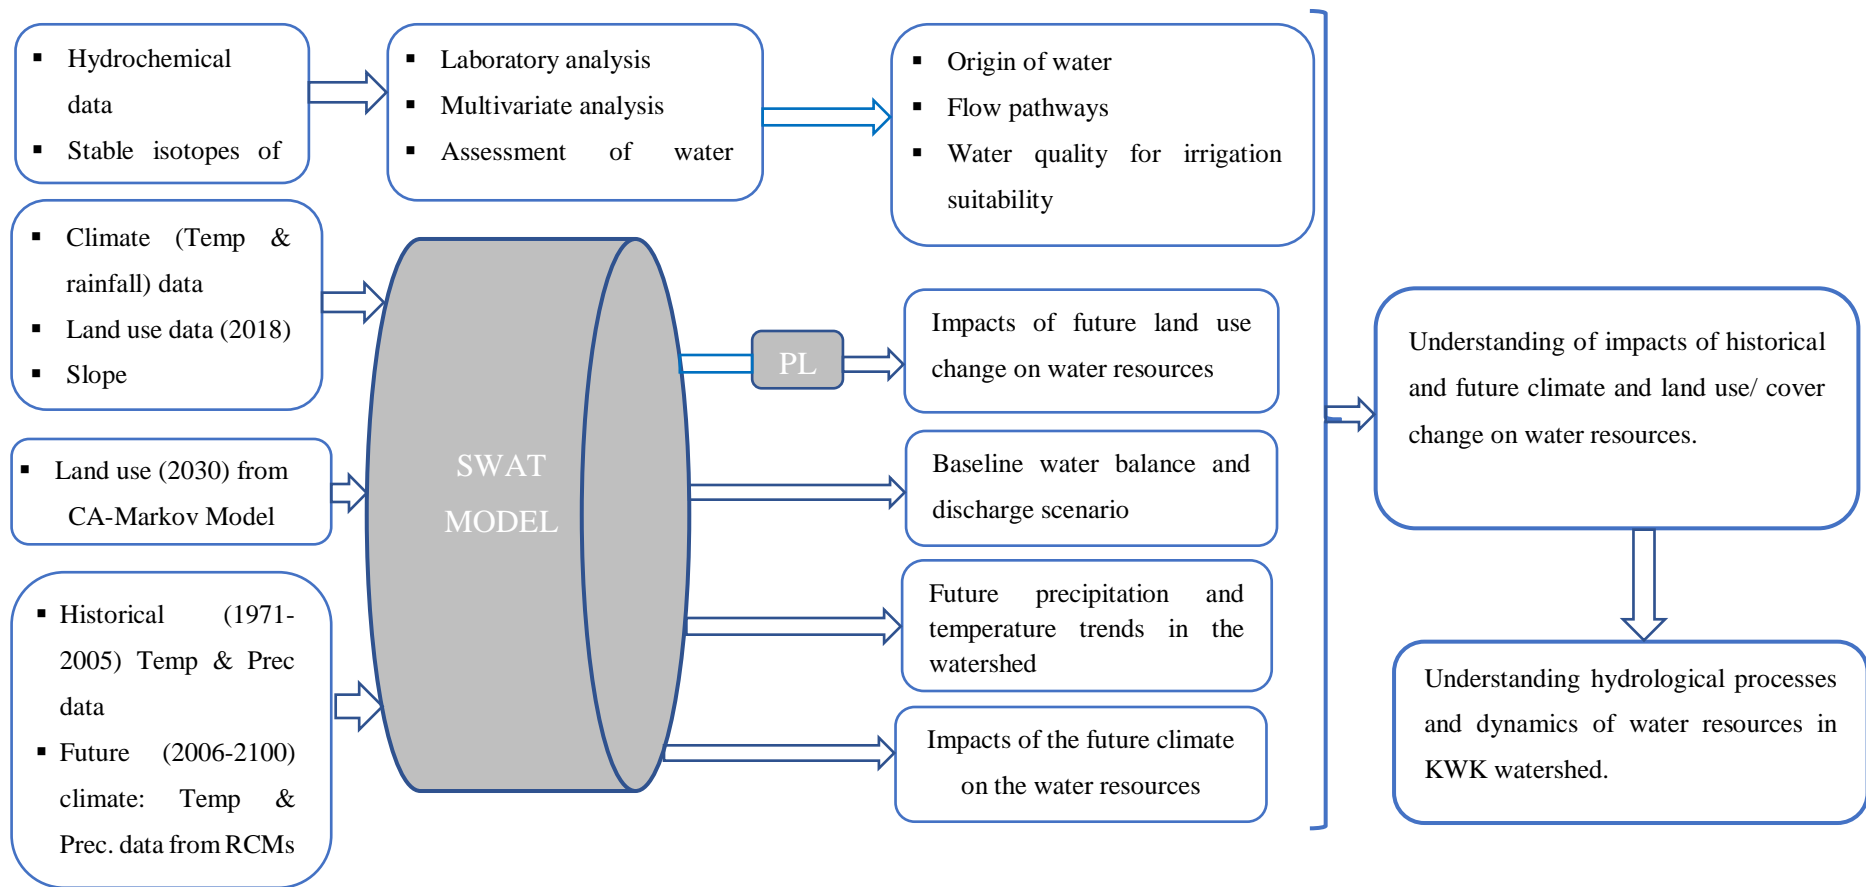 ▪ Hydrochemical
data
▪ Stable isotopes of
▪ Laboratory analysis
▪ Multivariate analysis
▪ Assessment of water
▪ Origin of water
▪ Flow pathways
▪ Water quality for irrigation
suitability
▪ Climate (Temp &
rainfall) data
▪ Land use data (2018)
▪ Slope
▪ Land use (2030) from
CA-Markov Model
▪ Historical (1971-
2005) Temp & Prec
data
▪ Future (2006-2100)
climate: Temp &
Prec. data from RCMs
SWAT
MODEL
PL
Impacts of future land use
change on water resources
Baseline water balance and
discharge scenario
Future precipitation and
temperature trends in the
watershed
Impacts of the future climate
on the water resources
Understanding of impacts of historical
and future climate and land use/ cover
change on water resources.
Understanding hydrological processes
and dynamics of water resources in
KWK watershed.